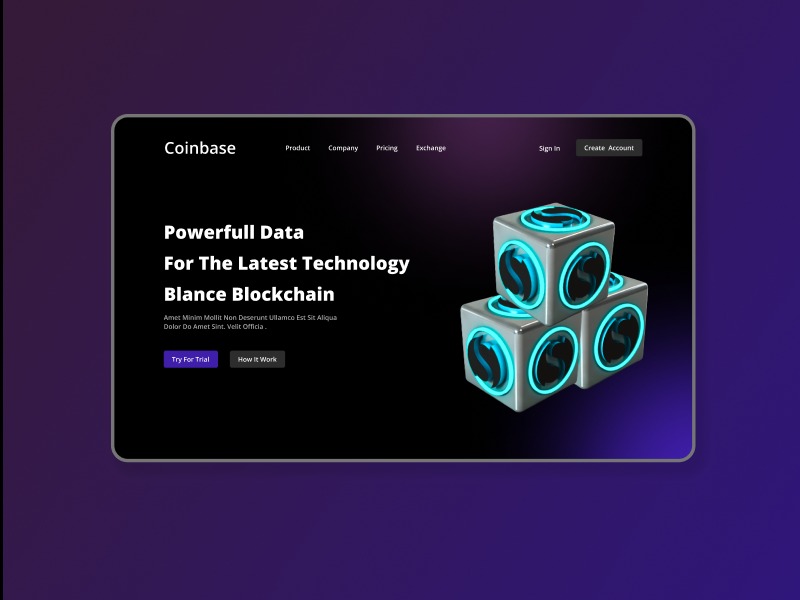 Coinbase Product Company Pricing Exchange Sign In Create Account
Powerfull Data
For The Latest Technology
Blance Blockchain
Amet Minim Mollit Non Deserunt Ullamco Est Sit Aliqua
Dolor Do Amet Sint. Velit Officia .
Try For Trial How It Work